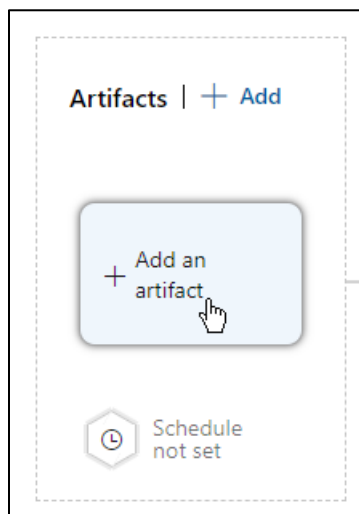 Artifacts | + Add
+ Add an
artifact
Schedule
not set